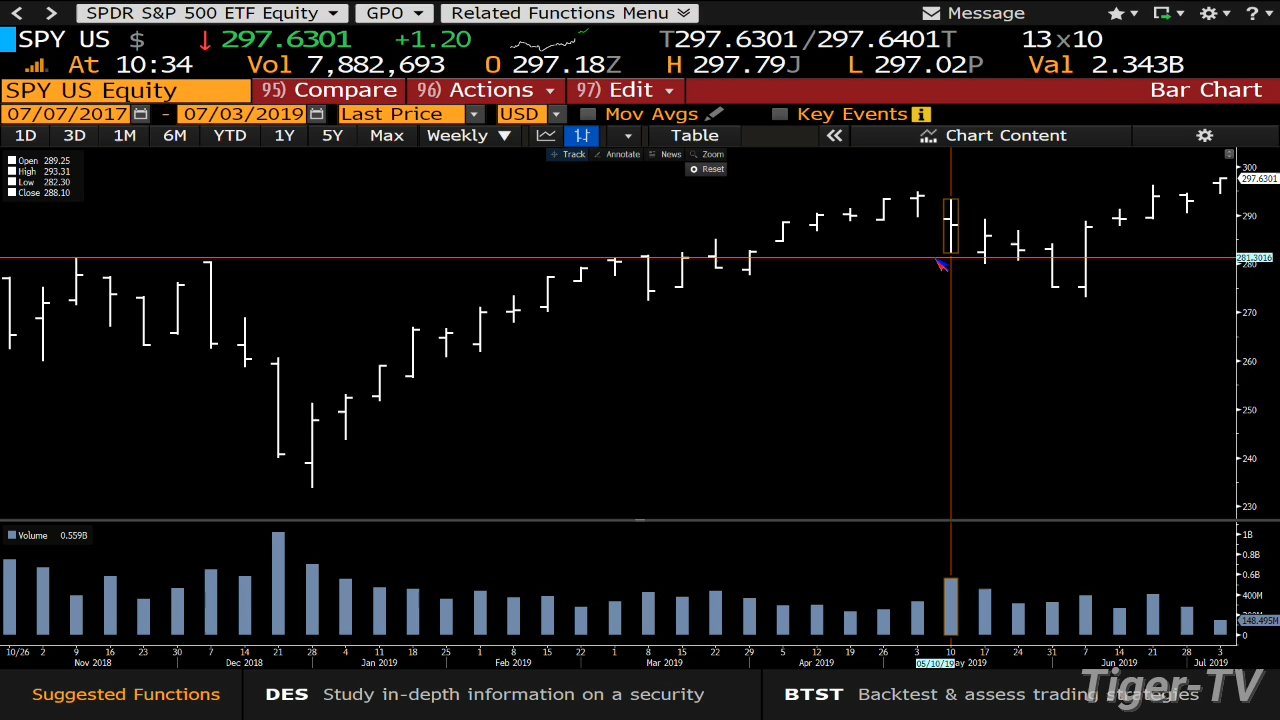 SPDR S&P 500 ETF Equity GPO Related Functions Menu Message ?
SPY US $ ↓ 297.6301 +1.20 T297.6301/297.6401T 13x10
At 10:34 Vol 7,882,693 O 297.18Z H 297.79J L 297.02P Val 2.343B
SPY US Equity 95) Compare 96) Actions 97) Edit Bar Chart
07/07/2017 - 07/03/2019 Last Price USD Mov Avgs Key Events i
1D 3D 1M 6M YTD 1Y 5Y Max Weekly ▼ Table « Chart Content
Track Annotate News Zoom
Reset
Open 289.25
High 293.31
Low 282.30
Close 288.10
300
297.6301
290
281.3016
280
270
260
250
240
230
Volume 0.559B
1B
0.8B
0.6B
400M
148.495M
0
10/26 2 9 16 23 30 7 14 21 28 4 11 18 25 1 8 15 22 1 8 15 22 29 5 12 19 26 3 10 17 24 31 7 14 21 28 3
Nov 2018 Dec 2018 Jan 2019 Feb 2019 Mar 2019 Apr 2019 05/10/19 ay 2019 Jun 2019 Jul 2019
Suggested Functions DES Study in-depth information on a security BTST Backtest & assess trading strategies
Tiger-TV